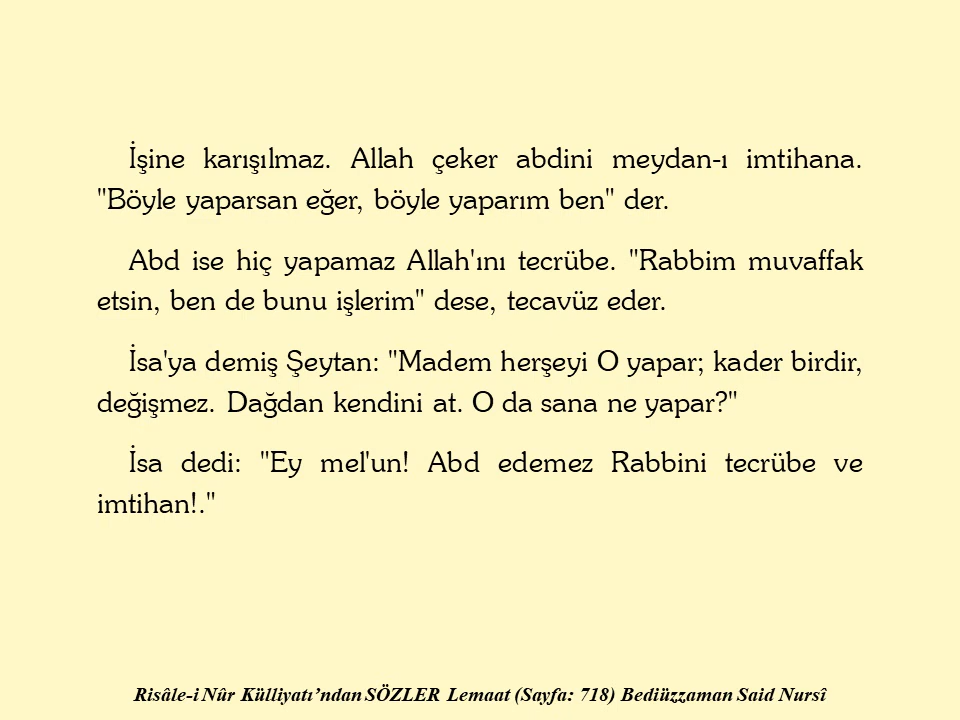 İşine karışılmaz. Allah çeker abdini meydan-ı imtihana.
"Böyle yaparsan eğer, böyle yaparım ben" der.
Abd ise hiç yapamaz Allah'ını tecrübe. "Rabbim muvaffak
etsin, ben de bunu işlerim" dese, tecavüz eder.
İsa'ya demiş Şeytan: "Madem herşeyi O yapar; kader birdir,
değişmez. Dağdan kendini at. O da sana ne yapar?"
İsa dedi: "Ey mel'un! Abd edemez Rabbini tecrübe ve
imtihan!."
Risâle-i Nûr Külliyatı’ndan SÖZLER Lemaat (Sayfa: 718) Bediüzzaman Said Nursî